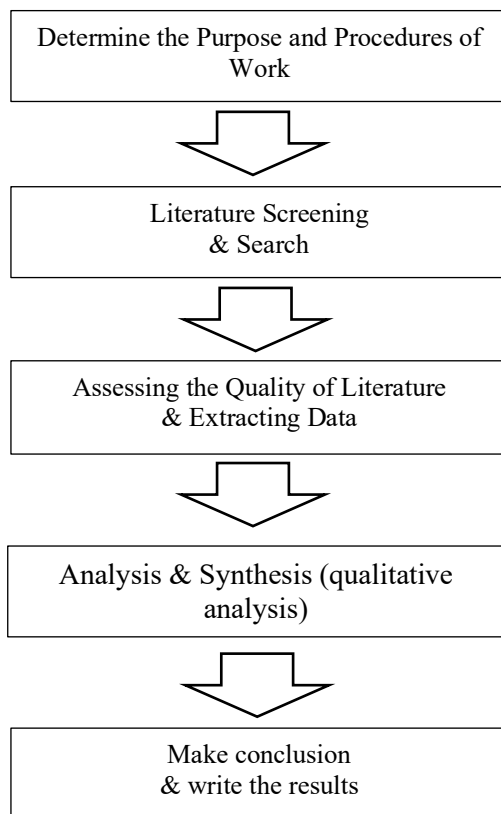 Determine the Purpose and Procedures of
Work
Literature Screening
& Search
Assessing the Quality of Literature
& Extracting Data
Analysis & Synthesis (qualitative
analysis)
Make conclusion
& write the results